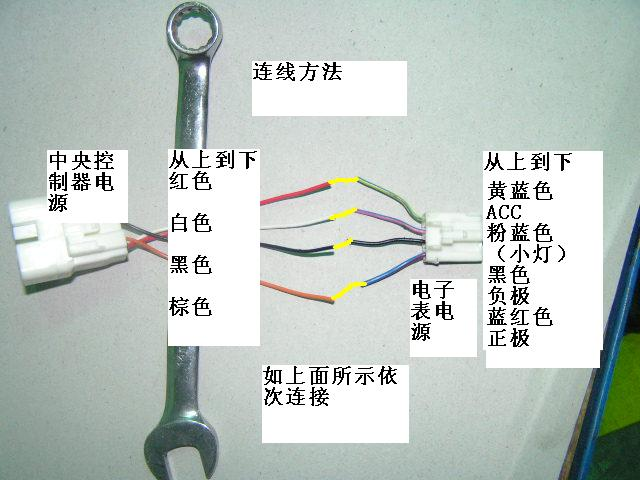 连线方法
中央控
制器电
源
从上到下
红色
白色
黑色
棕色
从上到下
黄蓝色
ACC
粉蓝色
（小灯）
黑色
负极
蓝红色
正极
电子
表电
源
如上面所示依
次连接